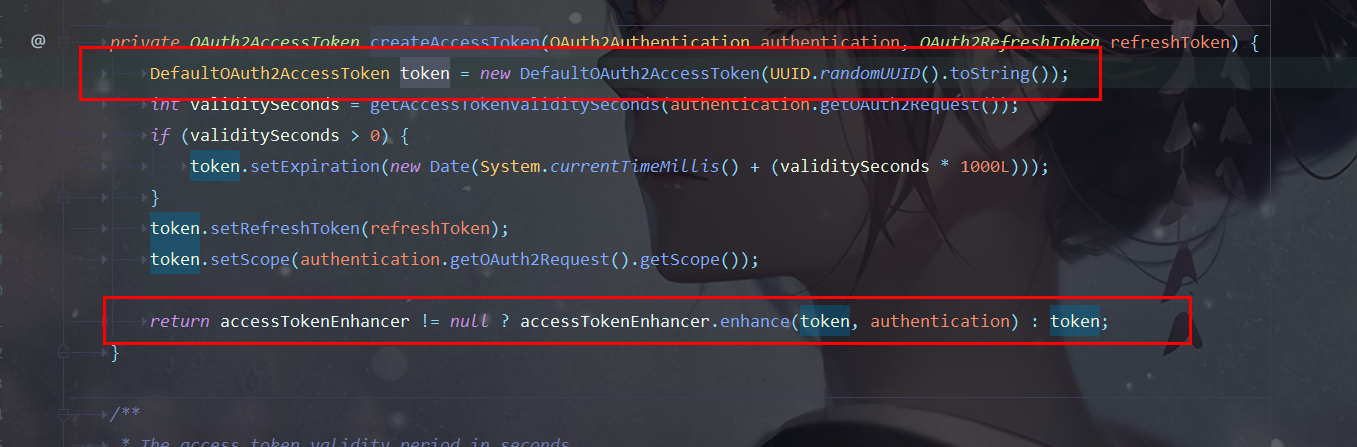 @
private OAuth2AccessToken createAccessToken(OAuth2Authentication authentication, OAuth2RefreshToken refreshToken) {
DefaultOAuth2AccessToken token = new DefaultOAuth2AccessToken(UUID.randomUUID().toString());
int validitySeconds = getAccessTokenValiditySeconds(authentication.getOAuth2Request());
if (validitySeconds > 0) {
token.setExpiration(new Date(System.currentTimeMillis() + (validitySeconds * 1000L)));
}
token.setRefreshToken(refreshToken);
token.setScope(authentication.getOAuth2Request().getScope());
return accessTokenEnhancer != null ? accessTokenEnhancer.enhance(token, authentication) : token;
}
/**
* The access token validity period in seconds